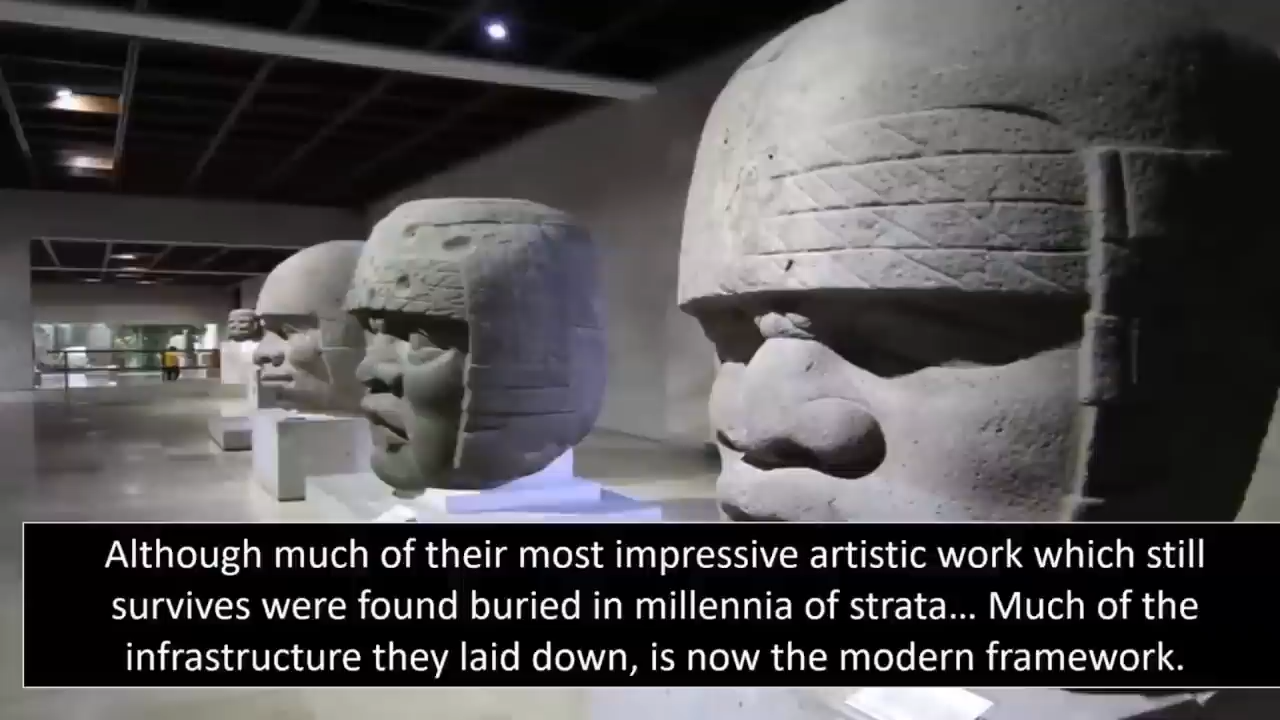 Although much of their most impressive artistic work which still
survives were found buried in millennia of strata... Much of the
infrastructure they laid down, is now the modern framework.